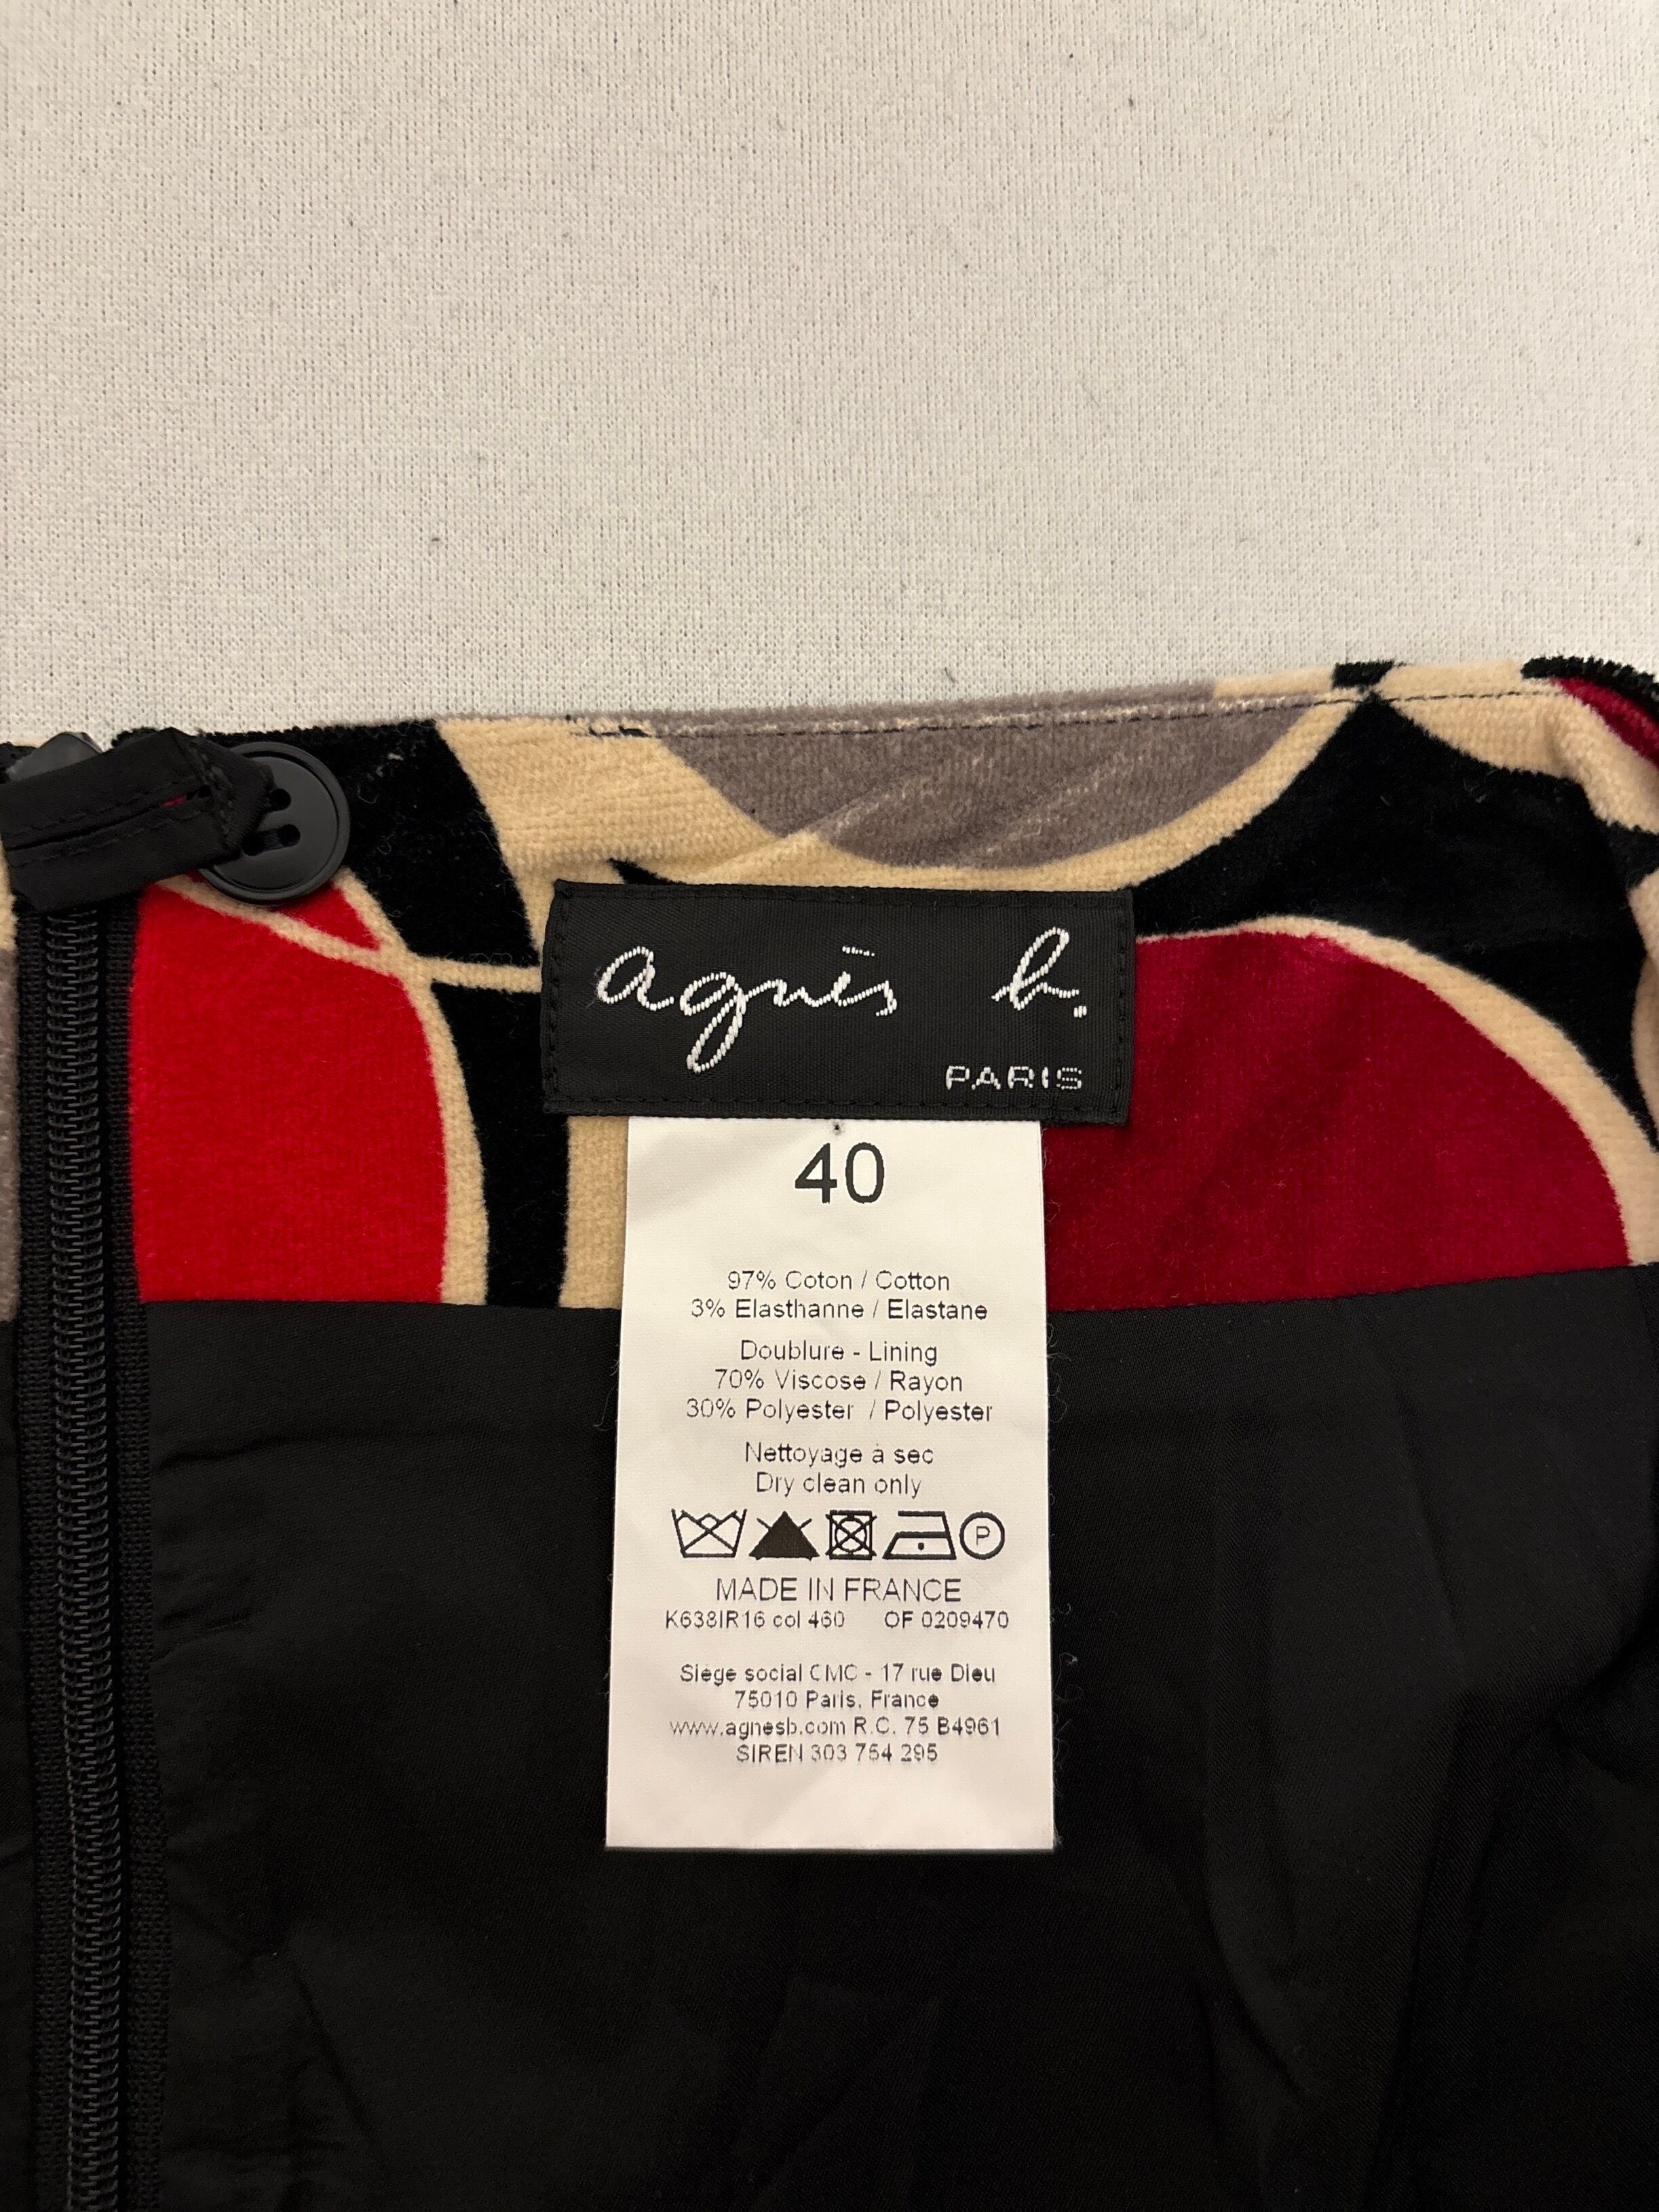 agnès b.
PARIS
40
97% Coton / Cotton
3% Elasthanne / Elastane
Doublure - Lining
70% Viscose / Rayon
30% Polyester / Polyester
Nettoyage à sec
Dry clean only
P
MADE IN FRANCE
K638IR16 col 460 OF 0209470
Siège social CMC - 17 rue Dieu
75010 Paris, France
www.agnesb.com R.C. 75 B4961
SIREN 303 754 295